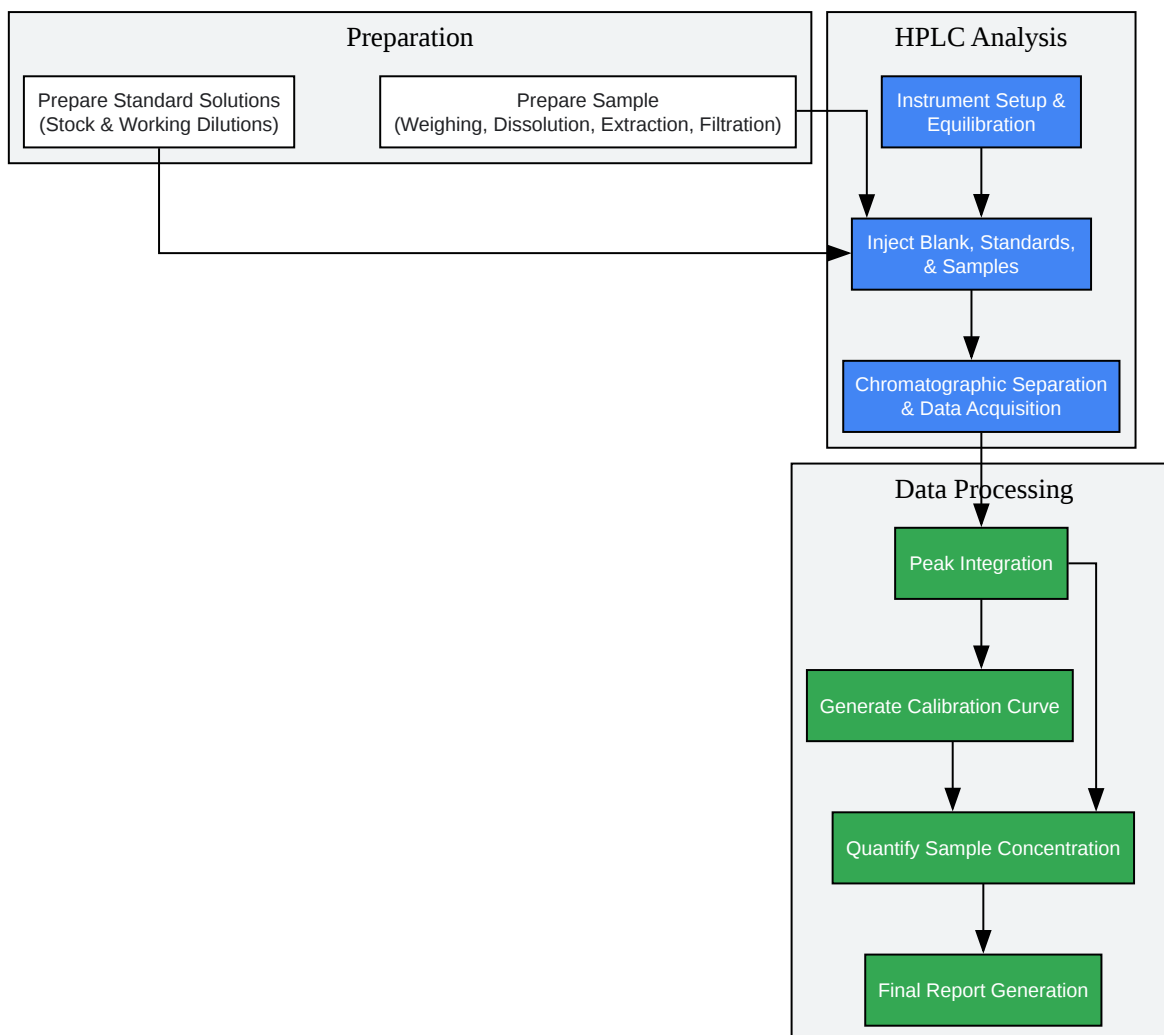 Preparation
Prepare Standard Solutions
(Stock & Working Dilutions)
Prepare Sample
(Weighing, Dissolution, Extraction, Filtration)
HPLC Analysis
Instrument Setup &
Equilibration
Inject Blank, Standards,
& Samples
Chromatographic Separation
& Data Acquisition
Data Processing
Peak Integration
Generate Calibration Curve
Quantify Sample Concentration
Final Report Generation